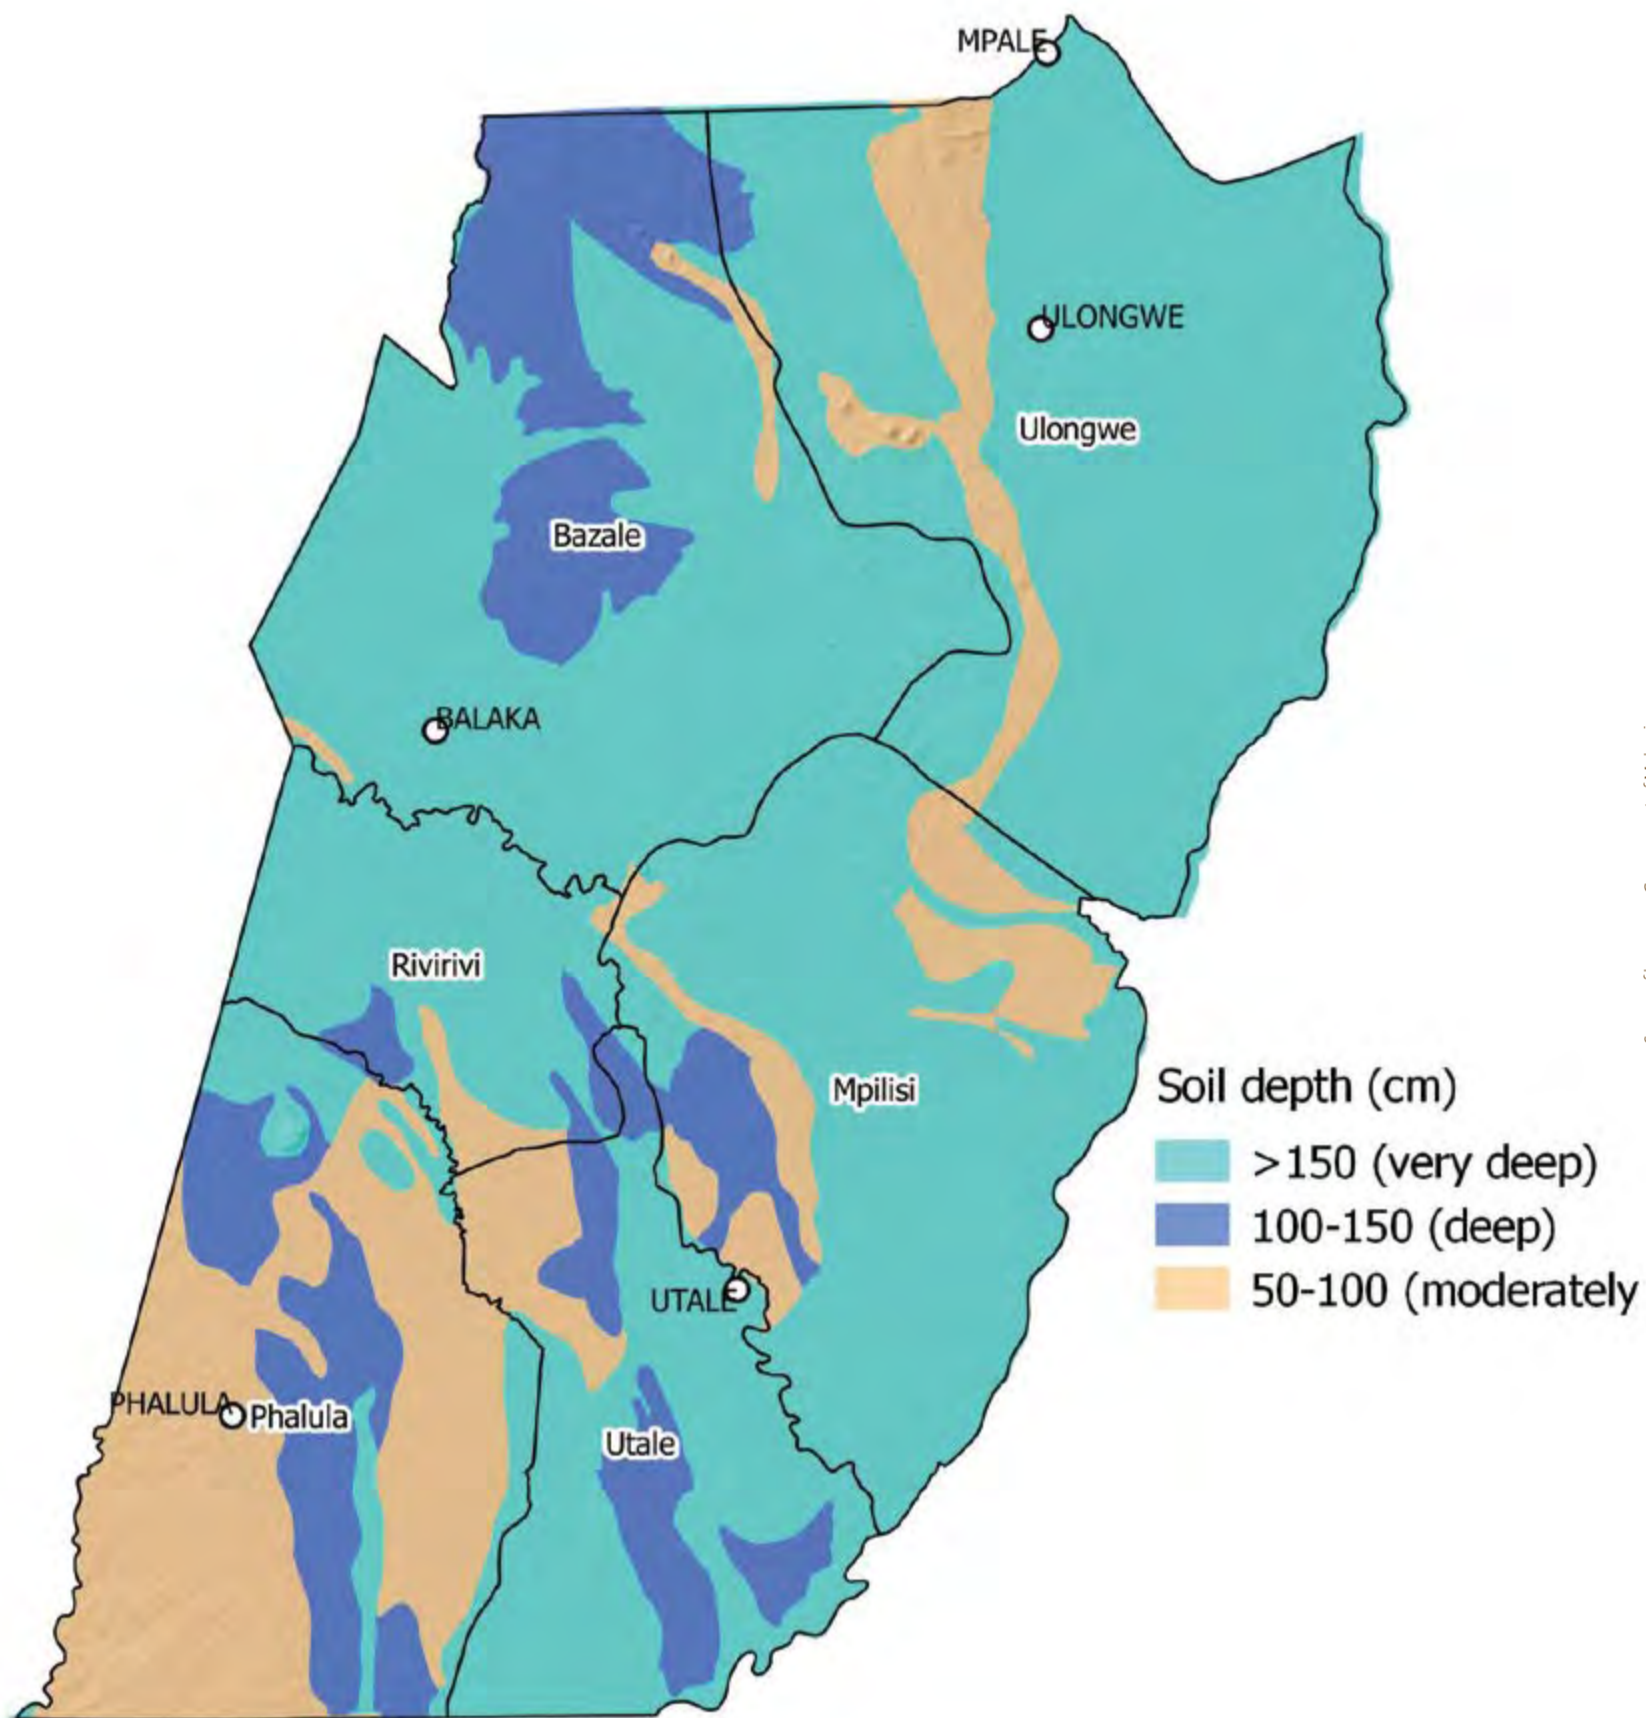 MPALE
ULONGWE
Ulongwe
Bazale
BALAKA
Rivirivi
Mpilisi
Soil depth (cm)
>150 (very deep)
100-150 (deep)
50-100 (moderately
UTALE
PHALULA
Phalula
Utale